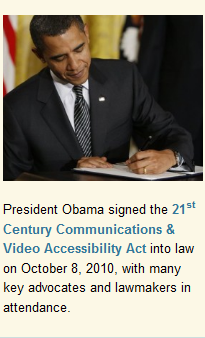 President Obama signed the 21st
Century Communications &
Video Accessibility Act into law
on October 8, 2010, with many
key advocates and lawmakers in
attendance.